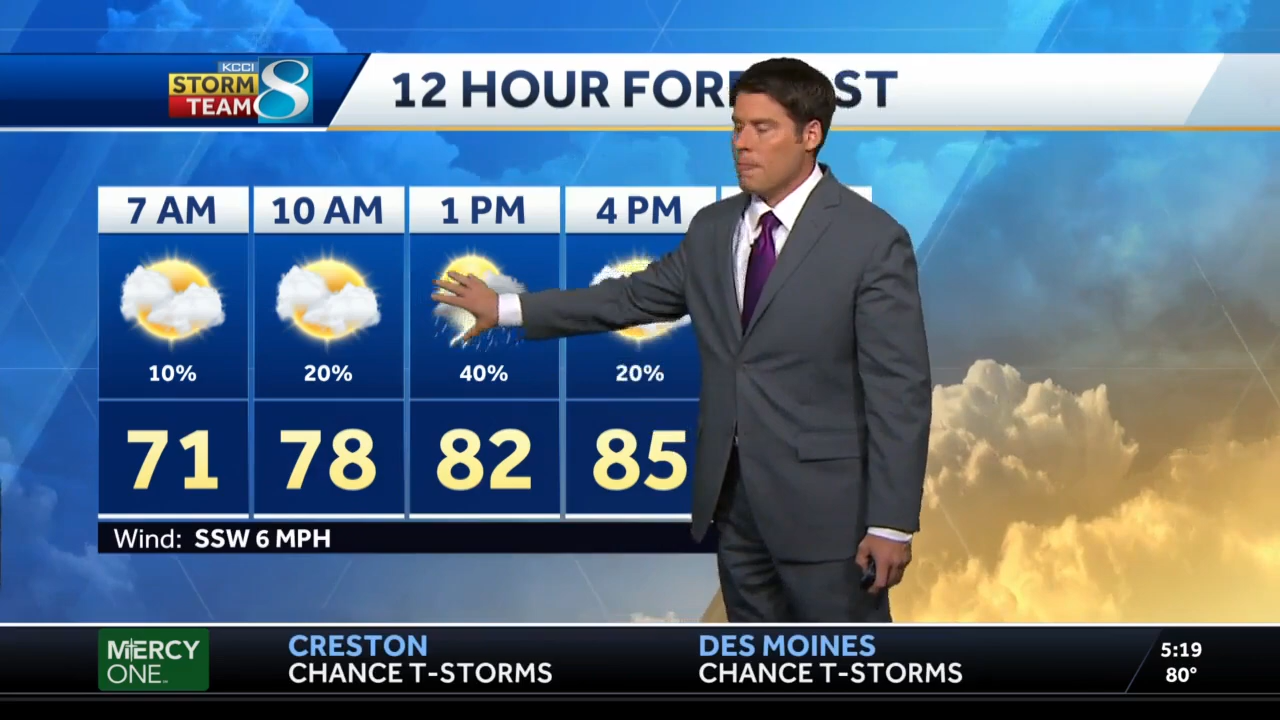 KCCI
STORM
TEAM 8
12 HOUR FOR ST
7 AM
10 AM
1 PM
4 PM
10%
20%
40%
20%
71
78
82
85
Wind: SSW 6 MPH
MERCY
ONE
CRESTON
CHANCE T-STORMS
DES MOINES
CHANCE T-STORMS
5:19
80°